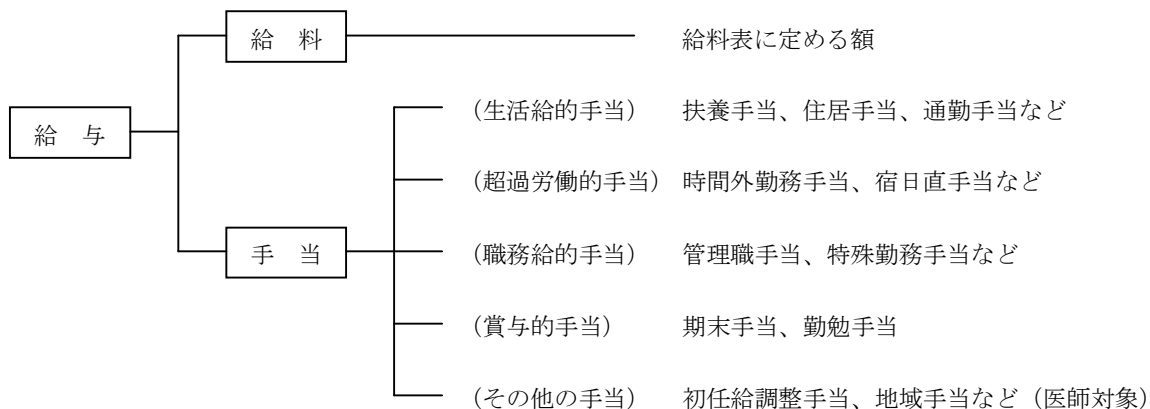 給 料 給料表に定める額
(生活給的手当) 扶養手当、住居手当、通勤手当など
給 与
(超過労働的手当) 時間外勤務手当、宿日直手当など
手 当 (職務給的手当) 管理職手当、特殊勤務手当など
(賞与的手当) 期末手当、勤勉手当
(その他の手当) 初任給調整手当、地域手当など(医師対象)